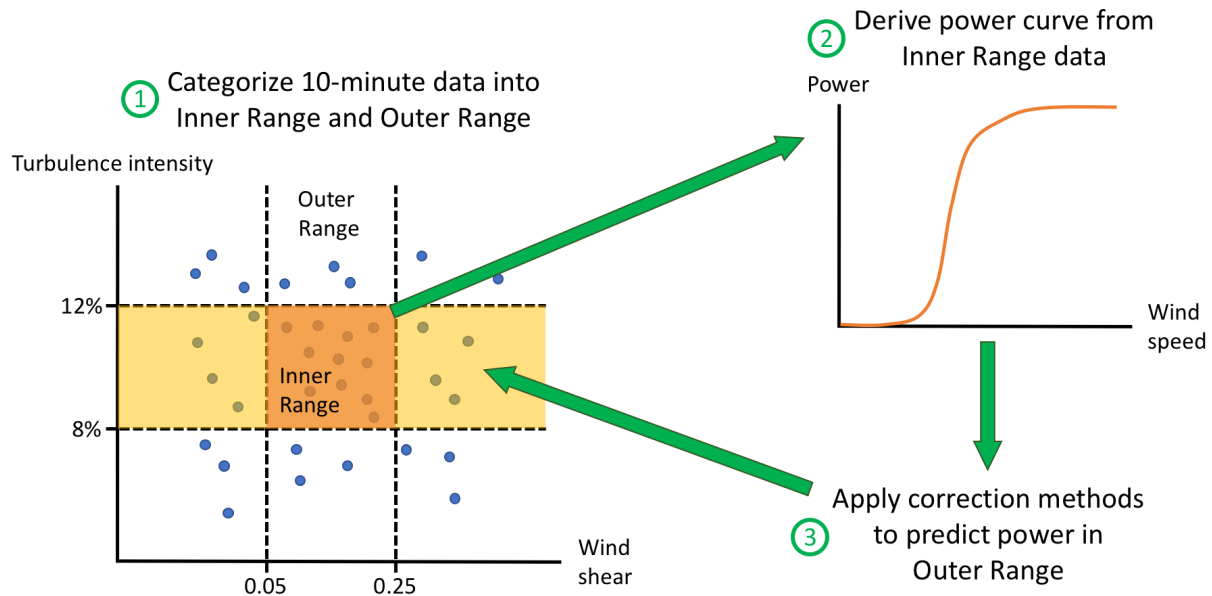 1
Categorize 10-minute data into
Inner Range and Outer Range
Turbulence intensity
Outer
Range
12%
Inner
Range
8%
0.05
0.25
Wind
shear
2
Derive power curve from
Inner Range data
Power
Wind
speed
3
Apply correction methods
to predict power in
Outer Range